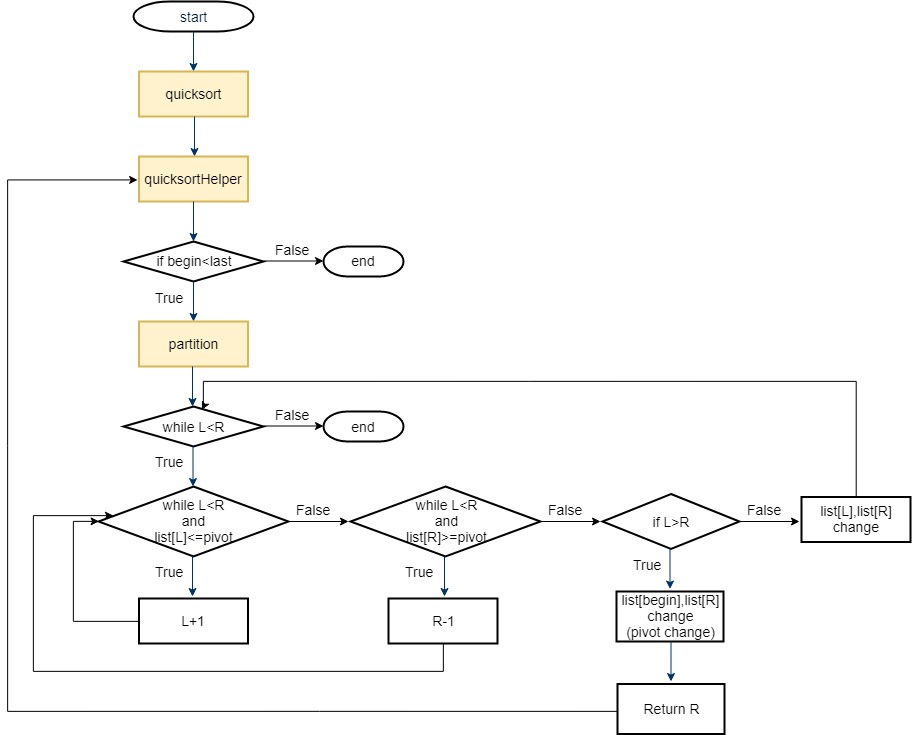 start
quicksort
quicksortHelper
if begin<last
False
end
True
partition
while L<R
False
end
True
while L<R
and
list[L]<=pivot
False
while L<R
and
list[R]>=pivot
False
if L>R
False
list[L],list[R]
change
True
True
True
L+1
R-1
list[begin],list[R]
change
(pivot change)
Return R